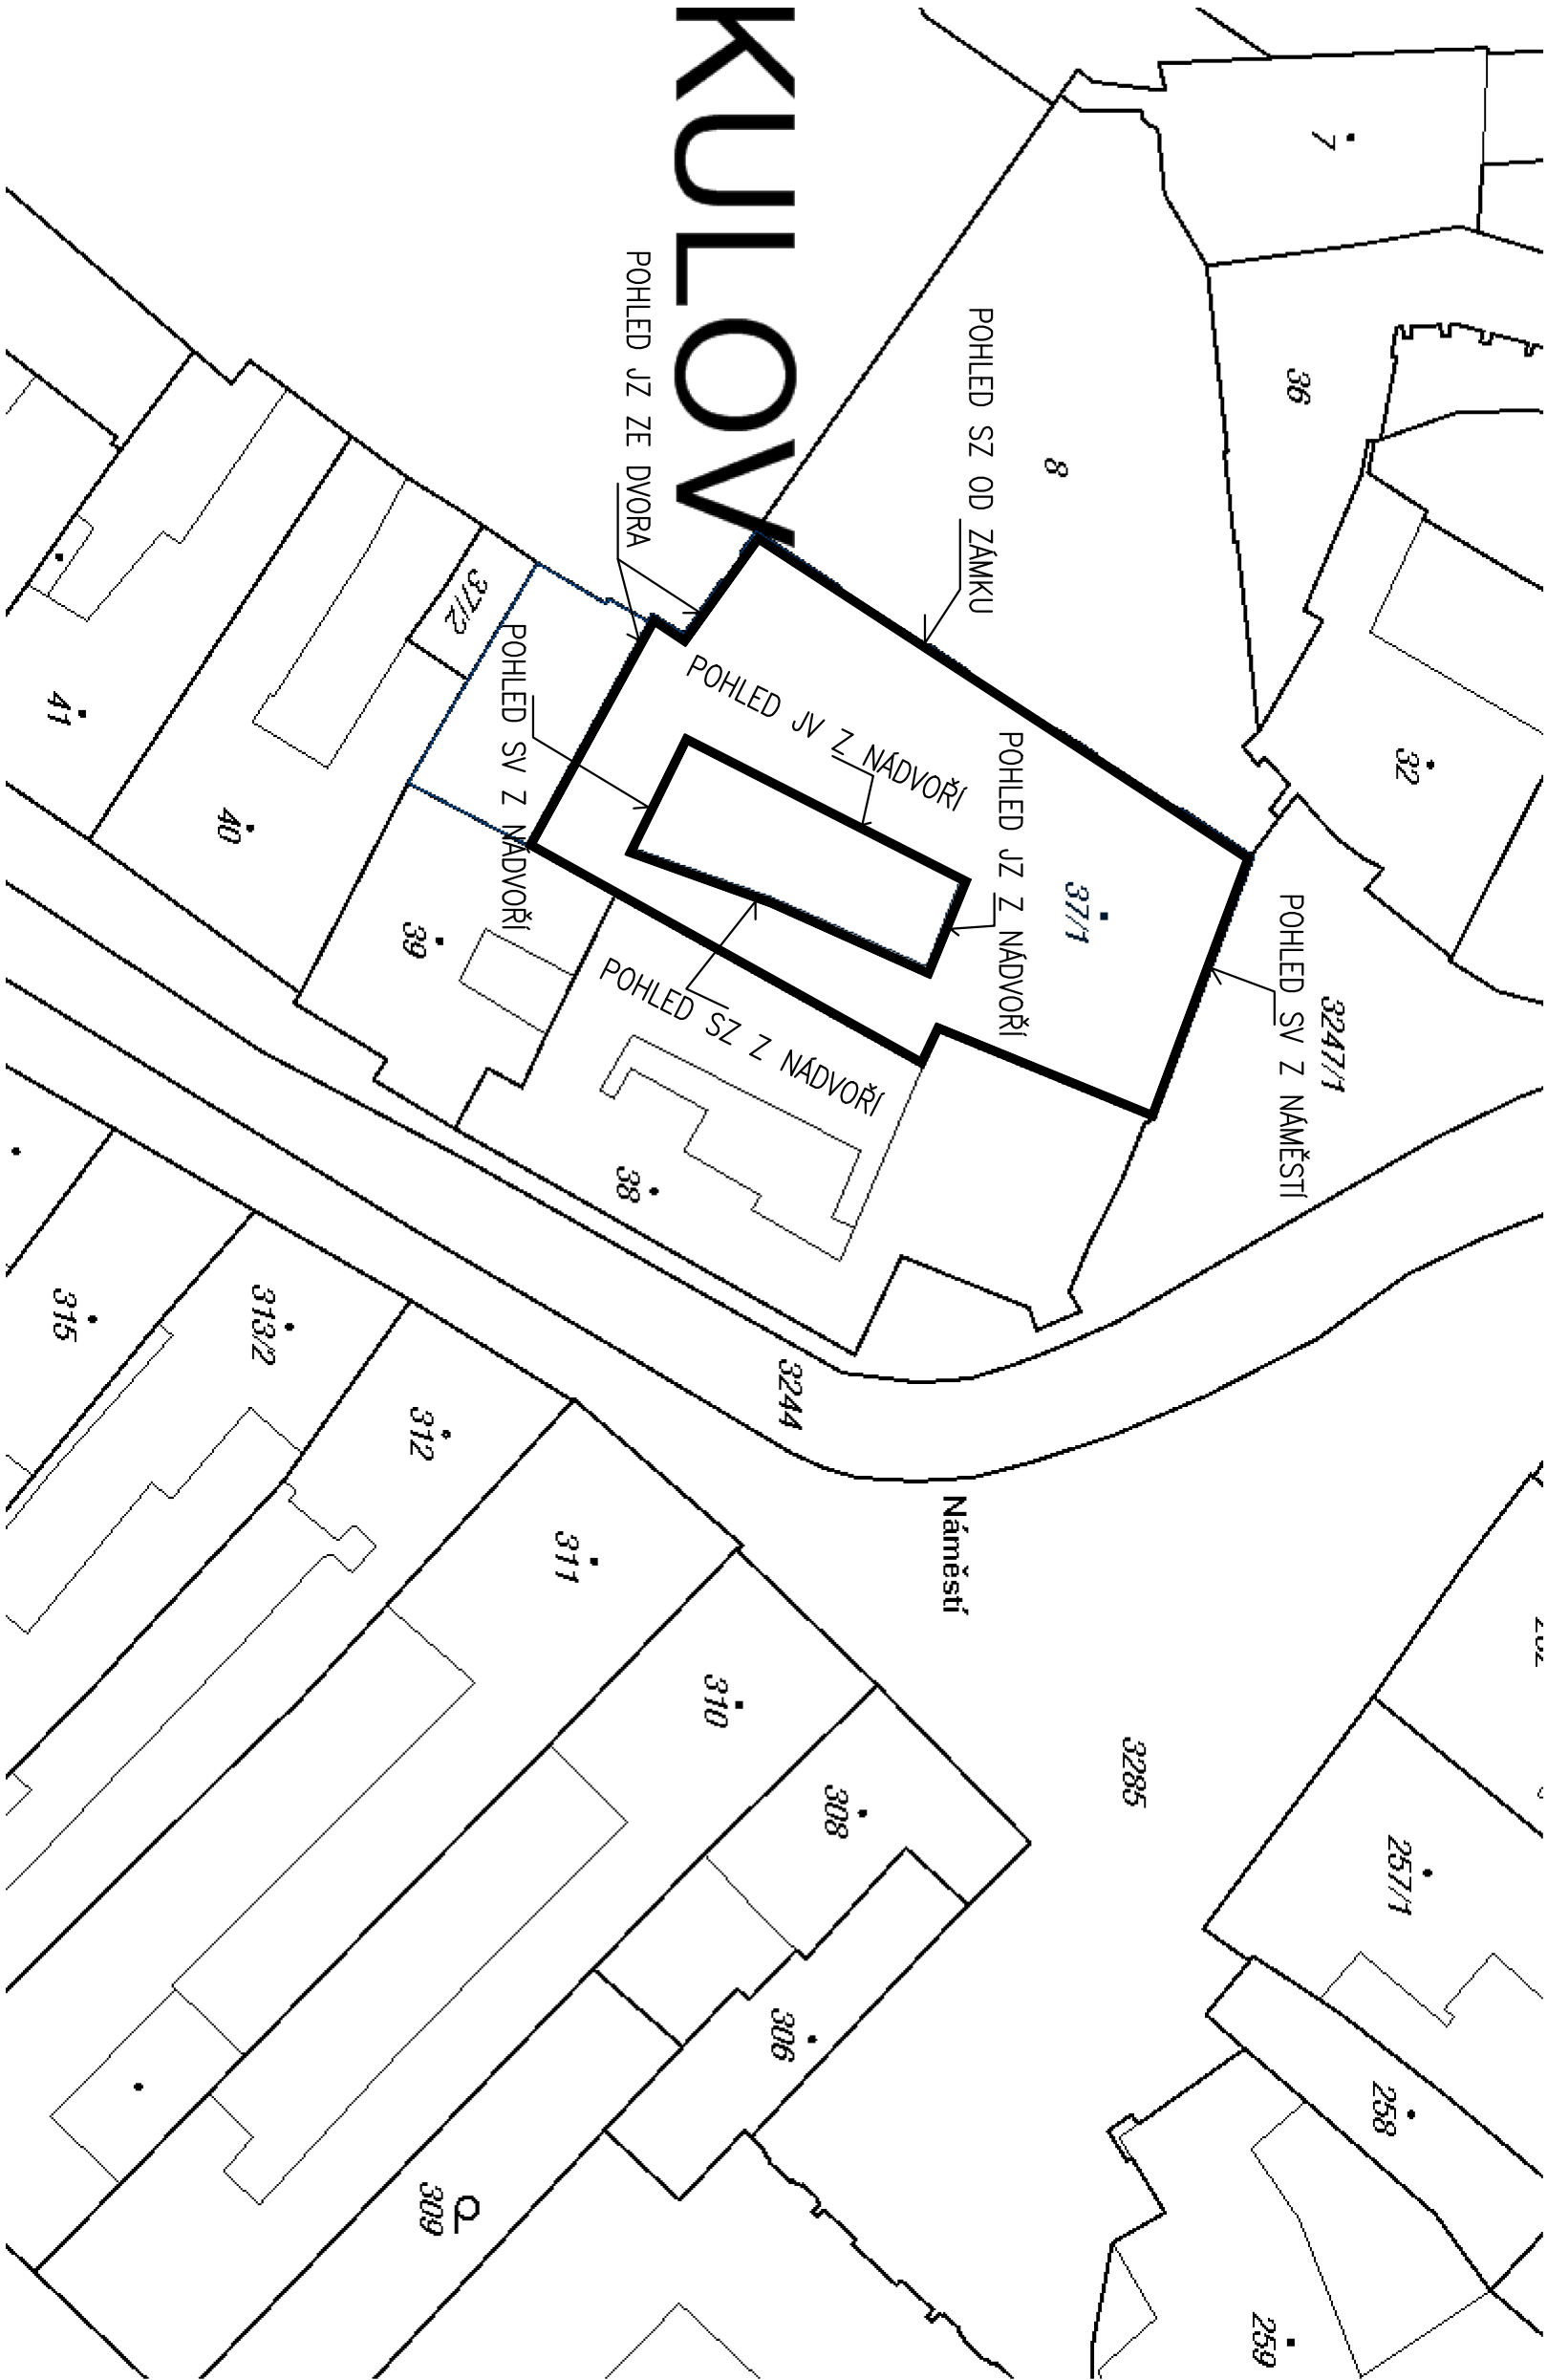 KULOV
7
36
8
32
POHLED SZ OD ZÁMKU
POHLED JZ ZE DVORA
POHLED JV Z NÁDVOŘÍ
POHLED JZ Z NÁDVOŘÍ
POHLED SV Z NÁDVOŘÍ
POHLED SZ Z NÁDVOŘÍ
POHLED SV Z NÁMĚSTÍ
37/1
37/2
3247/1
41
40
39
38
3244
Náměstí
315
313/2
312
311
310
308
306
309
3285
257/1
258
259